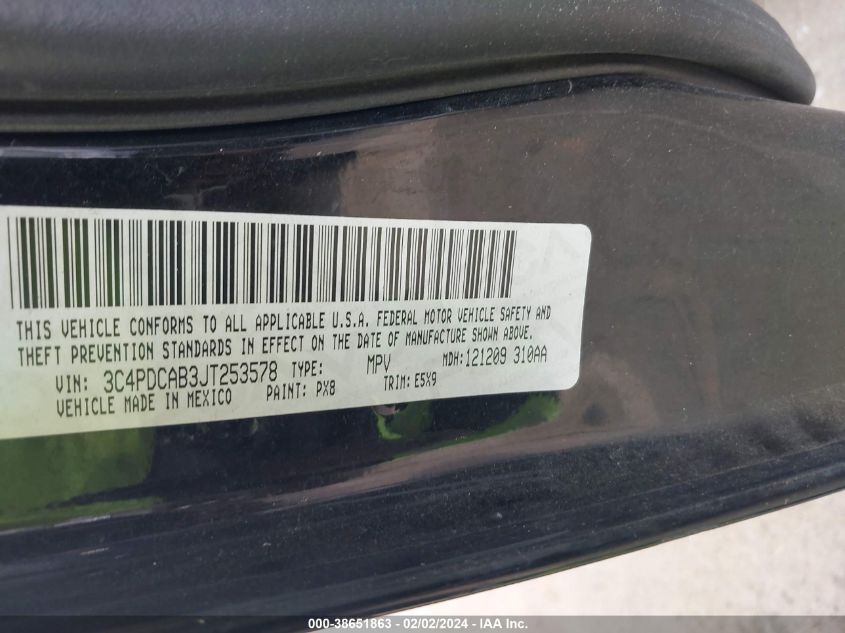 THIS VEHICLE CONFORMS TO ALL APPLICABLE U.S.A. FEDERAL MOTOR VEHICLE SAFETY AND
THEFT PREVENTION STANDARDS IN EFFECT ON THE DATE OF MANUFACTURE SHOWN ABOVE.
VIN: 3C4PDCAB3JT253578 TYPE: MPV MDH:121209 310AA
VEHICLE MADE IN MEXICO PAINT: PX8 TRIM: E5X9
000-38651863 - 02/02/2024 - IAA Inc.